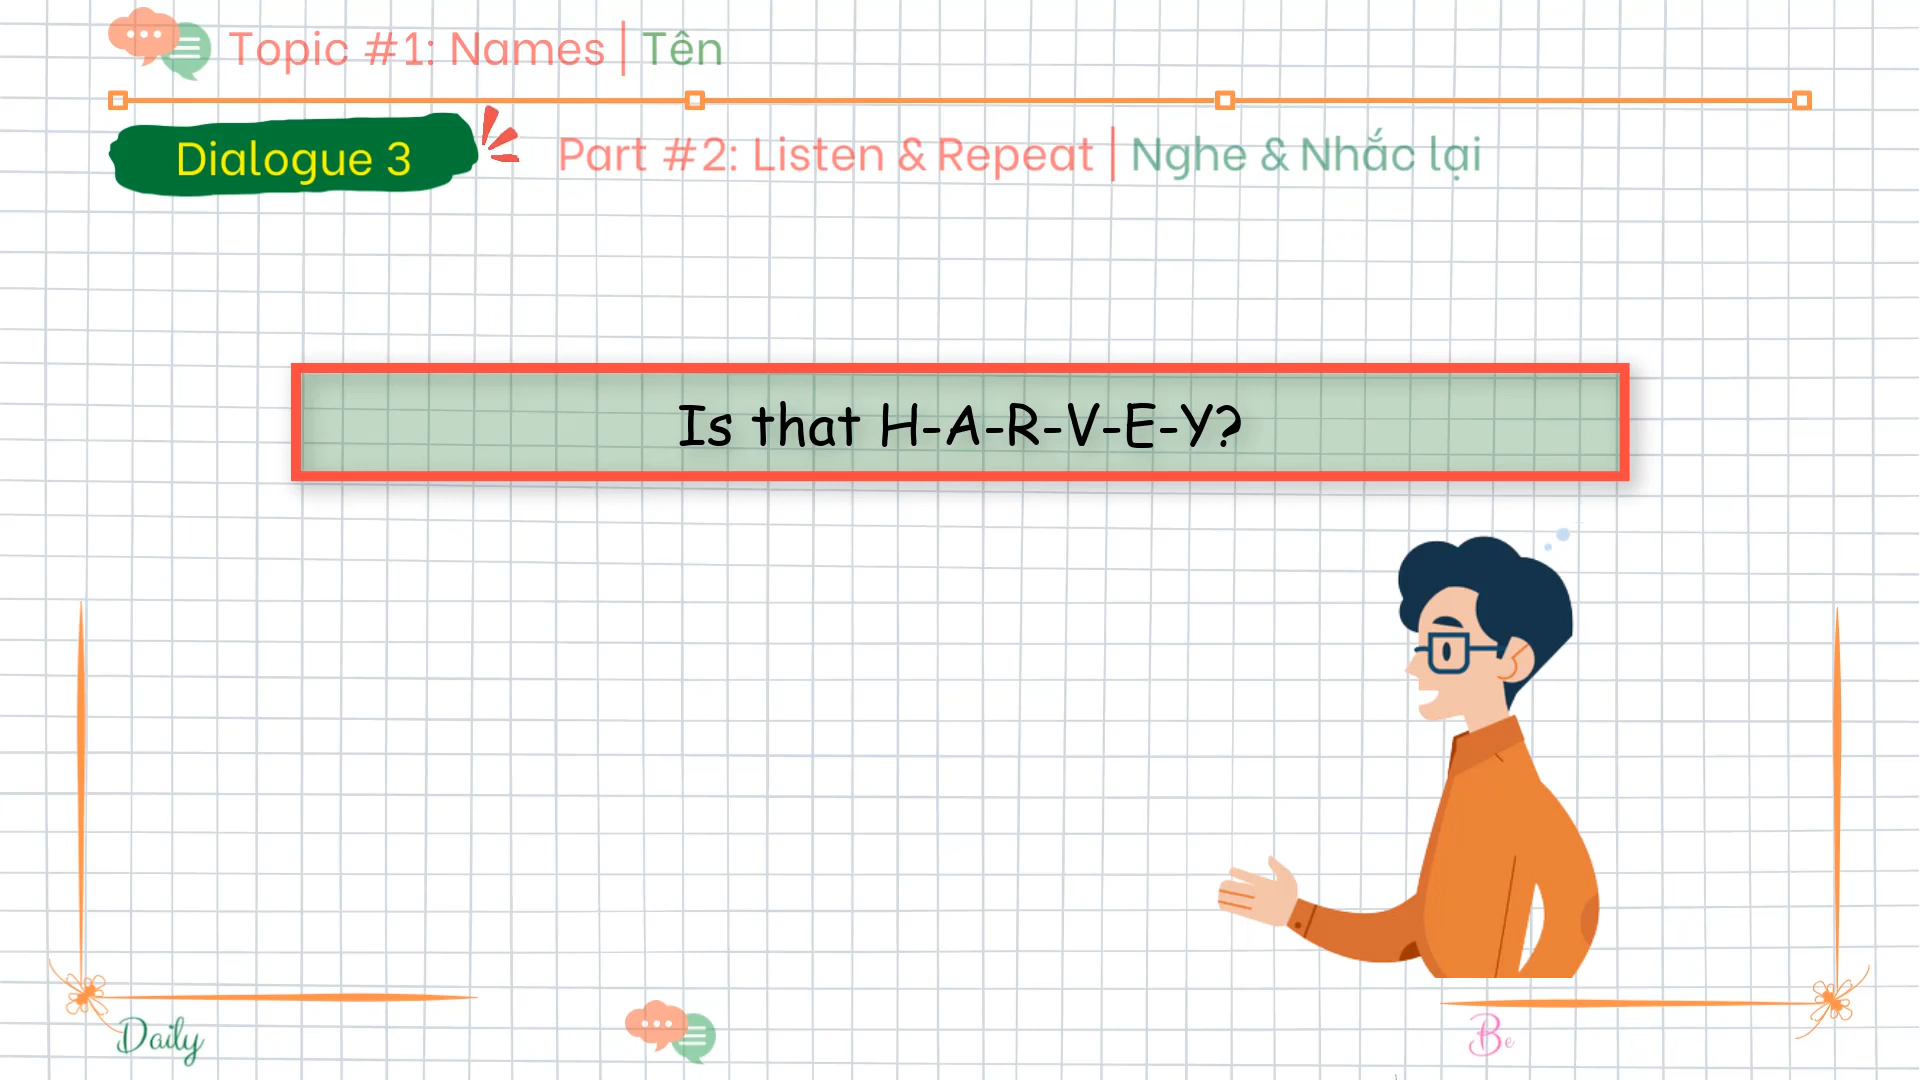 Topic #1: Names | Tên
Dialogue 3
Part #2: Listen & Repeat | Nghe & Nhắc lại
Is that H-A-R-V-E-Y?
Daily
Be